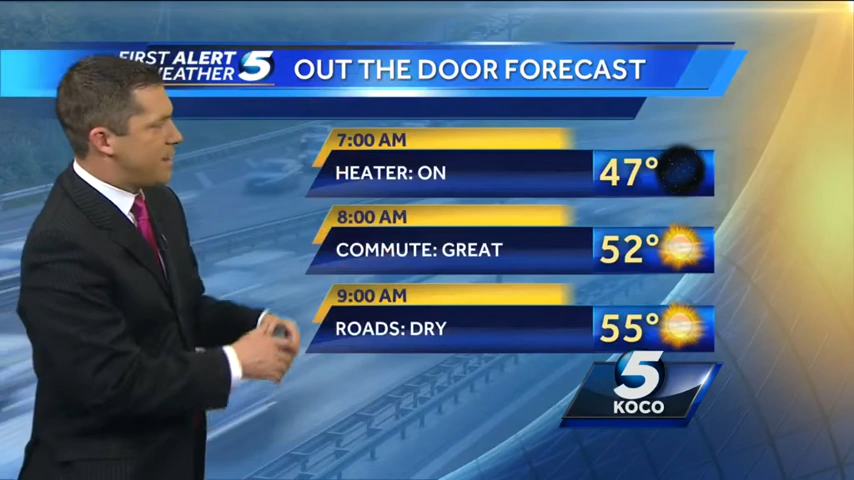 FIRST ALERT
WEATHER 5
OUT THE DOOR FORECAST
7:00 AM
HEATER: ON
47°
8:00 AM
COMMUTE: GREAT
52°
9:00 AM
ROADS: DRY
55°
5
KOCO